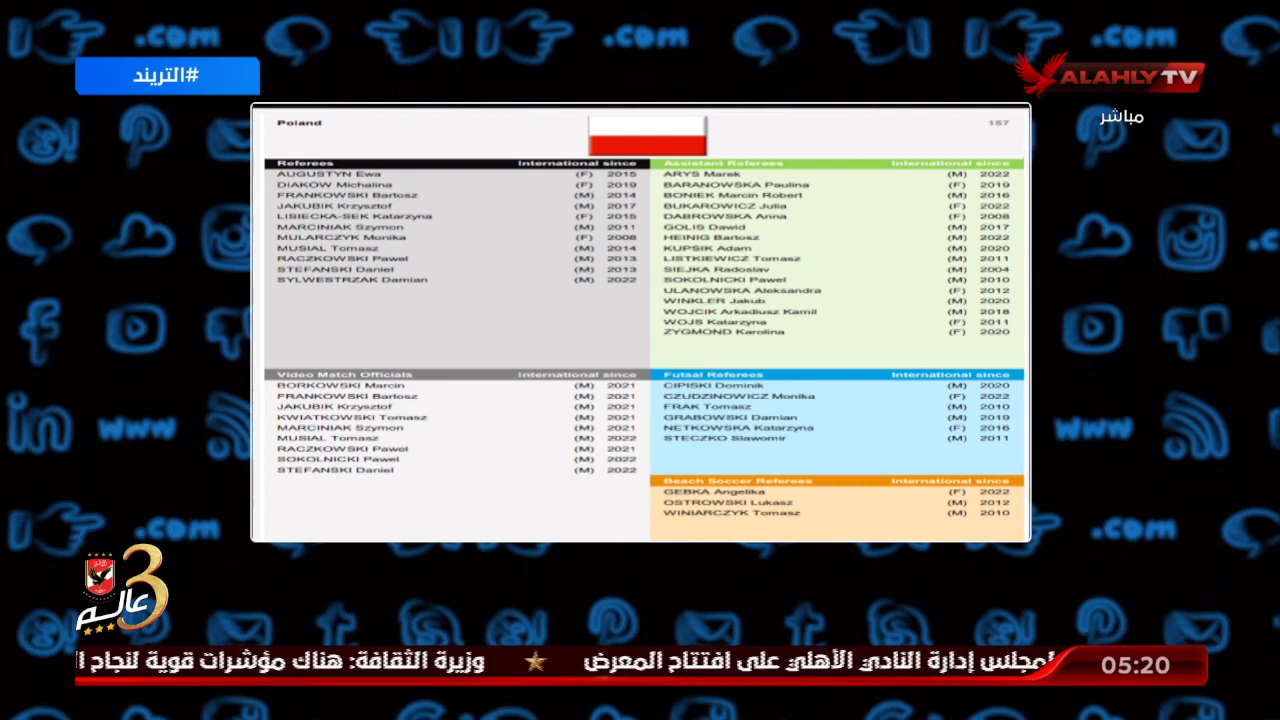 #التريند
ALAHLY TV
مباشر
Poland 157
Referees International since
AUGUSTYN Ewa (F) 2015
DIAKOW Michalina (F) 2019
FRANKOWSKI Bartosz (M) 2014
JAKUBIK Krzysztof (M) 2017
LISIECKA-SEK Katarzyna (F) 2015
MARCINIAK Szymon (M) 2011
MULARCZYK Monika (F) 2008
MUSIAL Tomasz (M) 2014
RACZKOWSKI Pawel (M) 2013
STEFANSKI Daniel (M) 2013
SYLWESTRZAK Damian (M) 2022
Assistant Referees International since
ARYS Marek (M) 2022
BARANOWSKA Paulina (F) 2019
BONIEK Marcin Robert (M) 2016
BUKAROWICZ Julia (F) 2022
DABROWSKA Anna (F) 2008
GOLIS Dawid (M) 2017
HEINIG Bartosz (M) 2022
KUPSIK Adam (M) 2020
LISTKIEWICZ Tomasz (M) 2011
SIEJKA Radoslav (M) 2004
SOKOLNICKI Pawel (M) 2010
ULANOWSKA Aleksandra (F) 2012
WINKLER Jakub (M) 2020
WOJCIK Arkadiusz Kamil (M) 2018
WOJS Katarzyna (F) 2011
ZYGMOND Karolina (F) 2020
Video Match Officials International since
BORKOWSKI Marcin (M) 2021
FRANKOWSKI Bartosz (M) 2021
JAKUBIK Krzysztof (M) 2021
KWIATKOWSKI Tomasz (M) 2021
MARCINIAK Szymon (M) 2021
MUSIAL Tomasz (M) 2022
RACZKOWSKI Pawel (M) 2021
SOKOLNICKI Pawel (M) 2022
STEFANSKI Daniel (M) 2022
Futsal Referees International since
CIPISKI Dominik (M) 2020
CZUDZINOWICZ Monika (F) 2022
FRAK Tomasz (M) 2010
GRABOWSKI Damian (M) 2019
NETKOWSKA Katarzyna (F) 2016
STECZKO Slawomir (M) 2011
Beach Soccer Referees International since
GEBKA Angelika (F) 2022
OSTROWSKI Lukasz (M) 2012
WINIARCZYK Tomasz (M) 2010
.com .com .com
www www
.com .com
3 عالم
لمجلس إدارة النادي الأهلي على افتتاح المعرض ★ وزيرة الثقافة: هناك مؤشرات قوية لنجاح
05:20